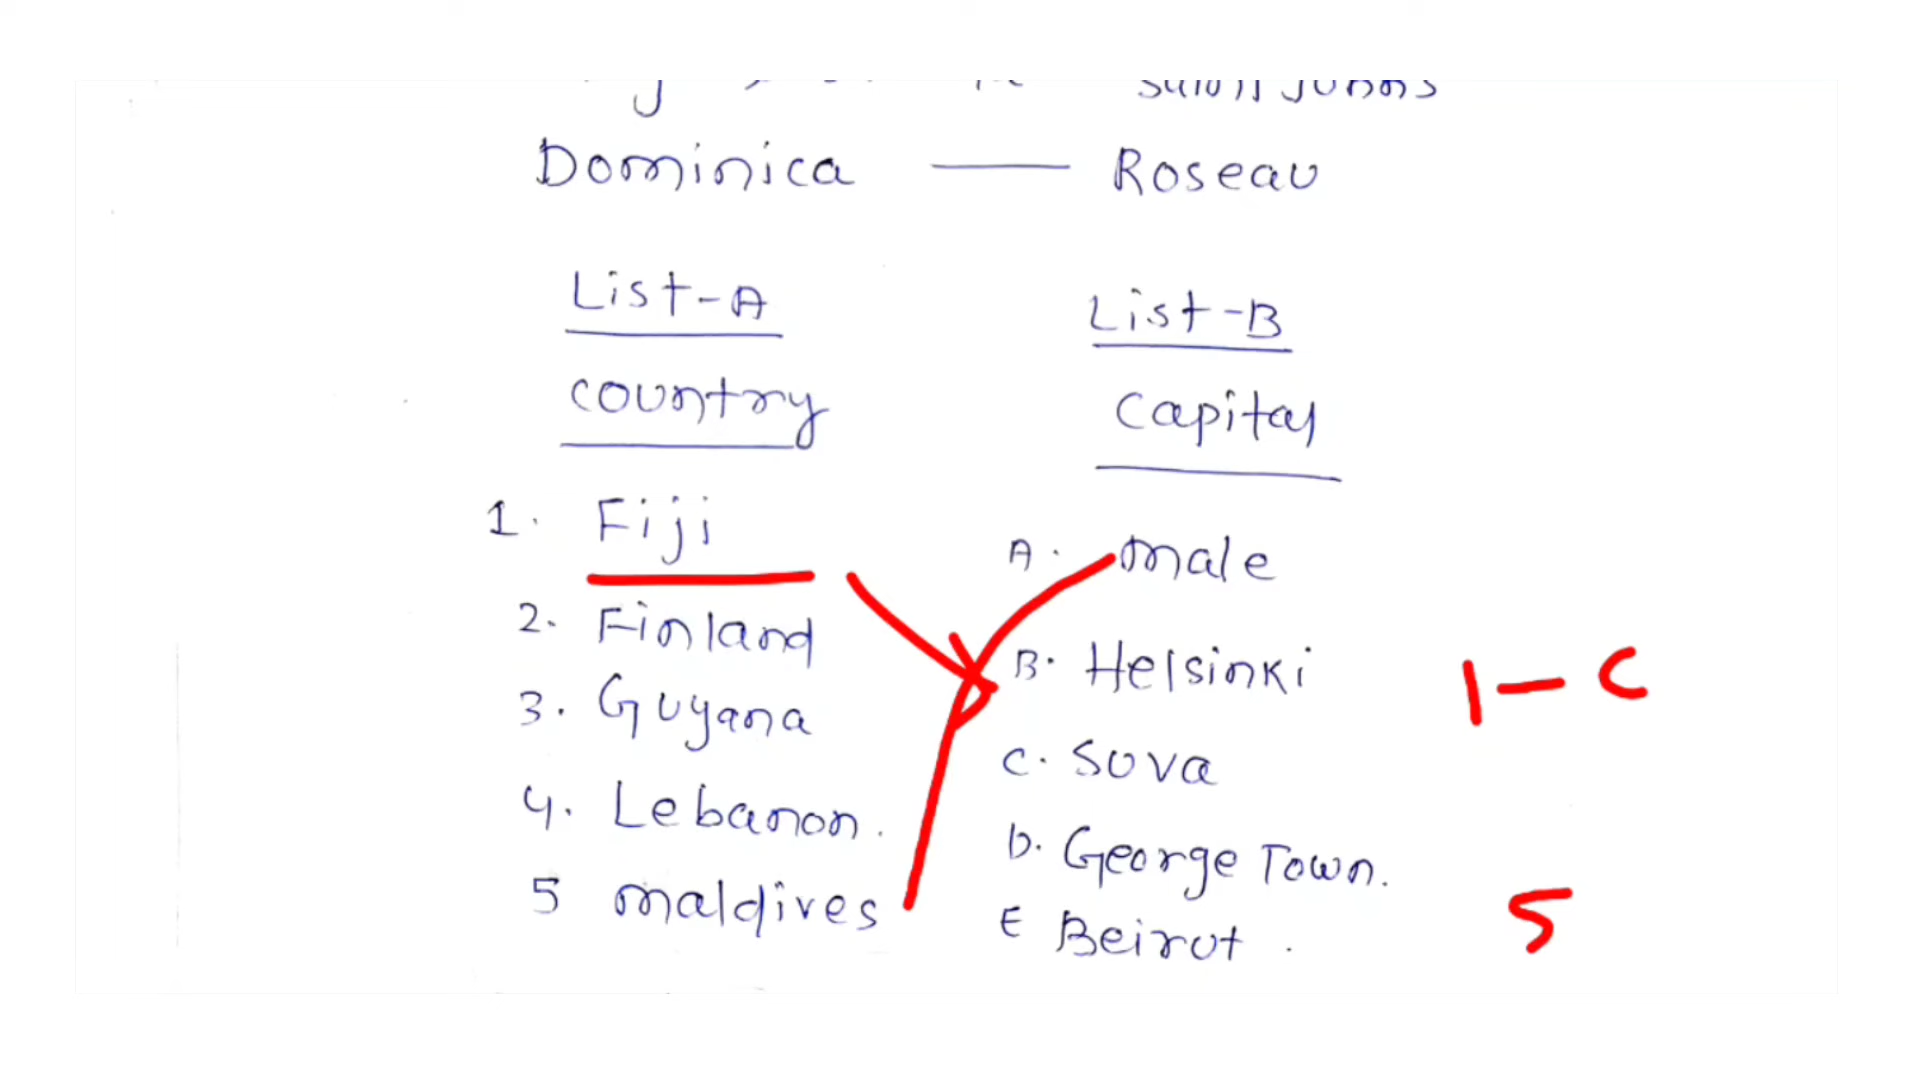 Dominica — Roseau
List-A List-B
Country Capital
1. Fiji A. male
2. Finland B. Helsinki
3. Guyana C. Suva
4. Lebanon. D. George Town.
5 maldives E Beirut.
1 – C
5